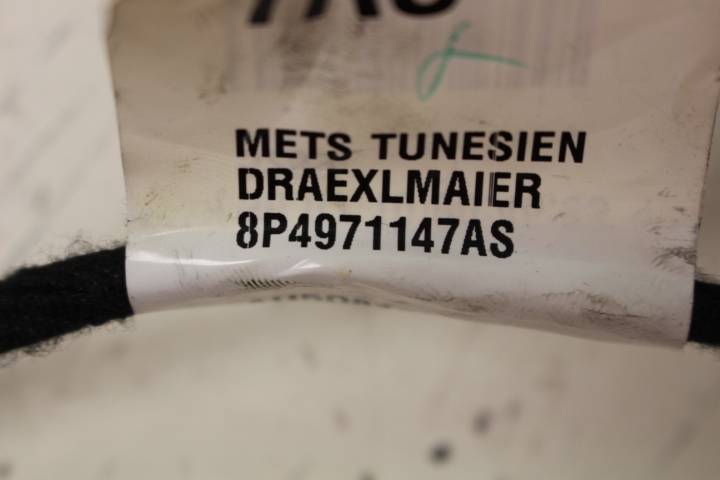 METS TUNESIEN
DRAEXLMAIER
8P4971147AS